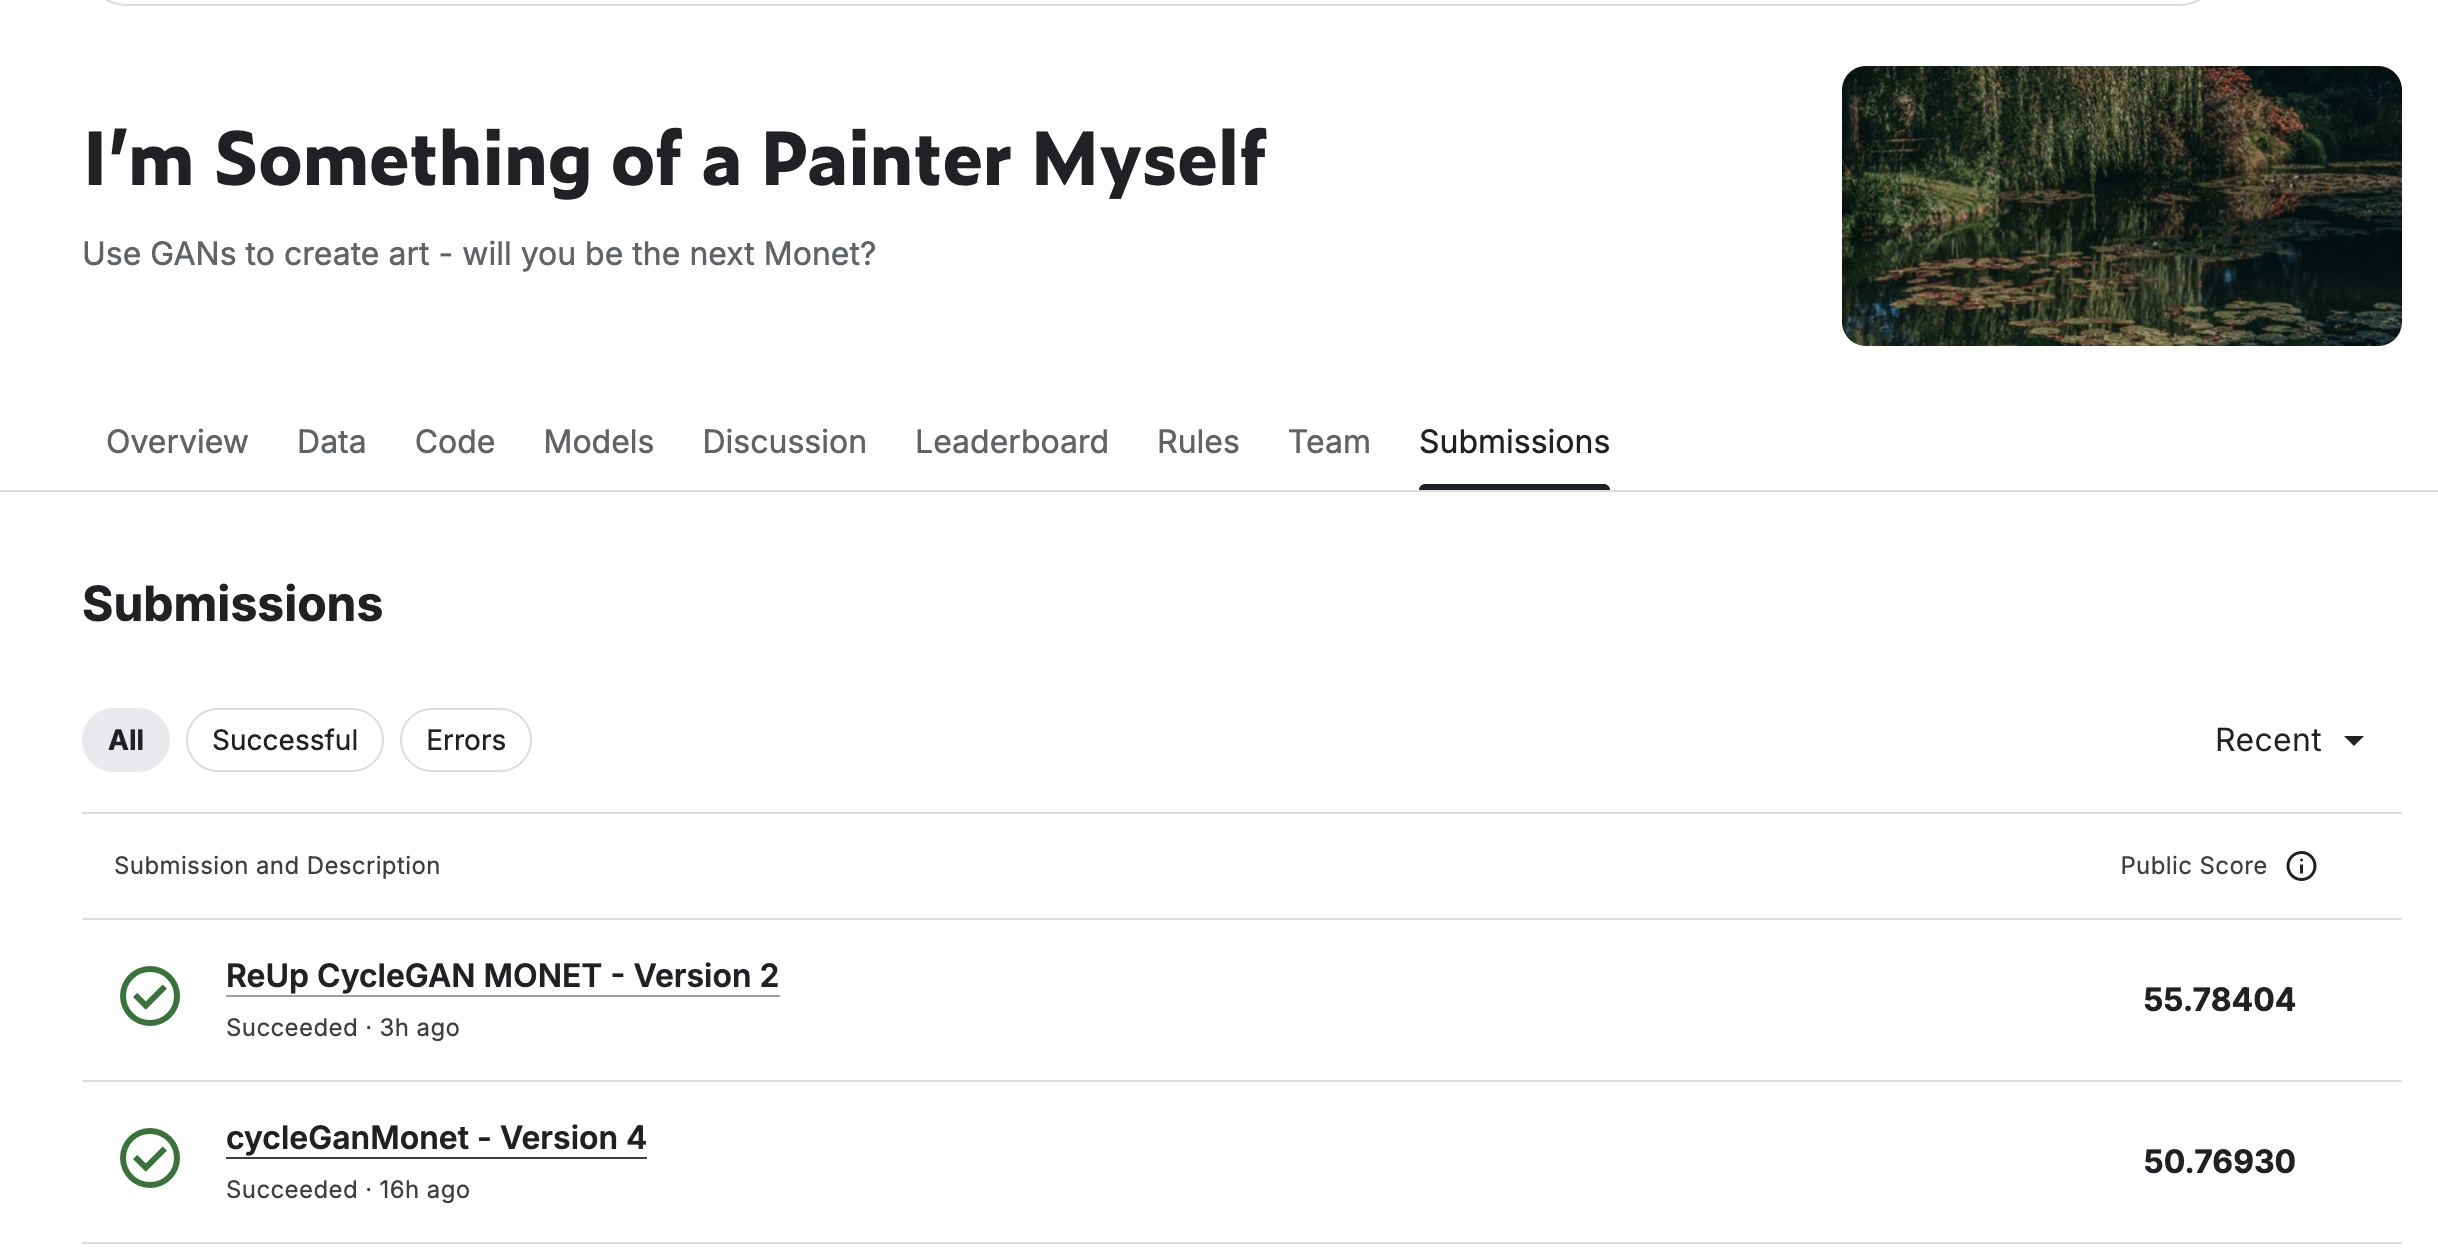 I'm Something of a Painter Myself
Use GANs to create art - will you be the next Monet?
Overview Data Code Models Discussion Leaderboard Rules Team Submissions
Submissions
All Successful Errors Recent
Submission and Description Public Score
ReUp CycleGAN MONET - Version 2
Succeeded · 3h ago
55.78404
cycleGanMonet - Version 4
Succeeded · 16h ago
50.76930